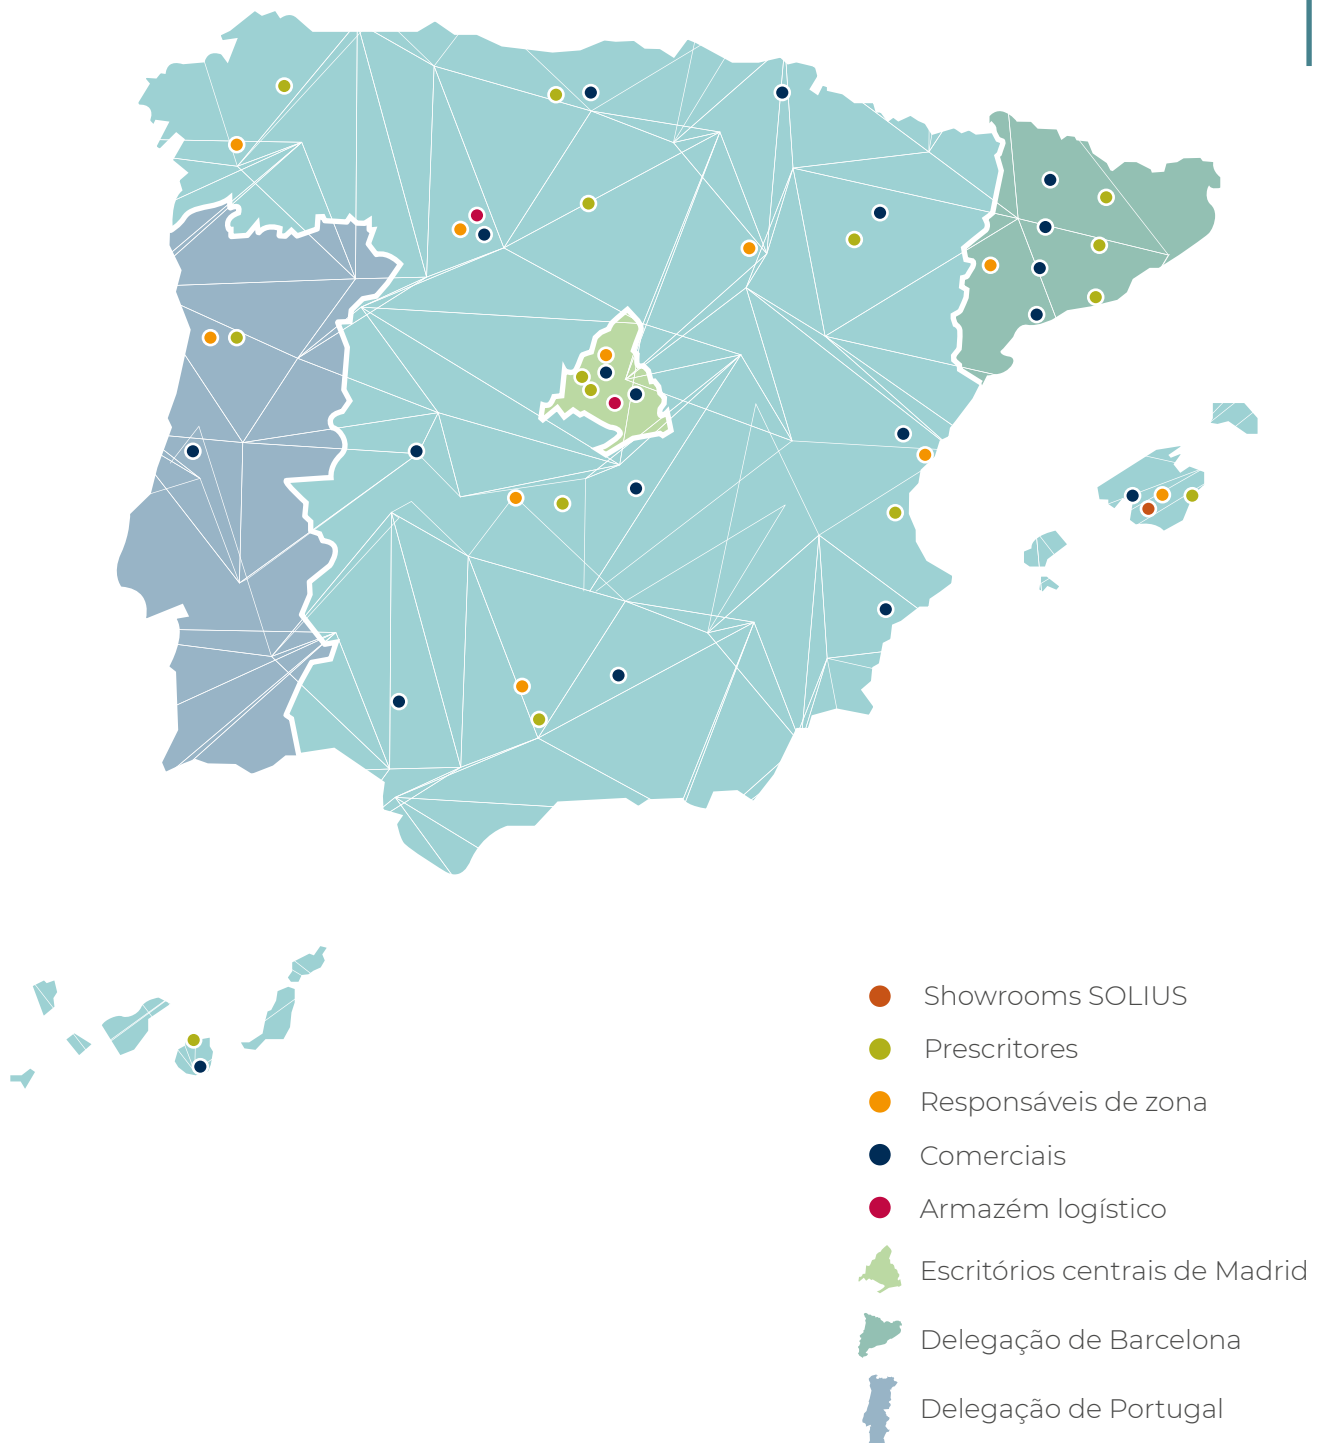 Showrooms SOLIUS
Prescritores
Responsáveis de zona
Comerciais
Armazém logístico
Escritórios centrais de Madrid
Delegação de Barcelona
Delegação de Portugal